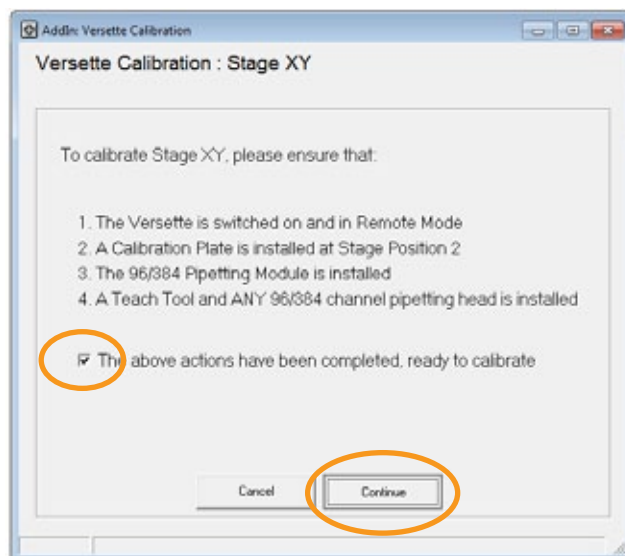 AddIn: Versette Calibration
Versette Calibration : Stage XY
To calibrate Stage XY, please ensure that:
1. The Versette is switched on and in Remote Mode
2. A Calibration Plate is installed at Stage Position 2
3. The 96/384 Pipetting Module is installed
4. A Teach Tool and ANY 96/384 channel pipetting head is installed
The above actions have been completed, ready to calibrate
Cancel Continue